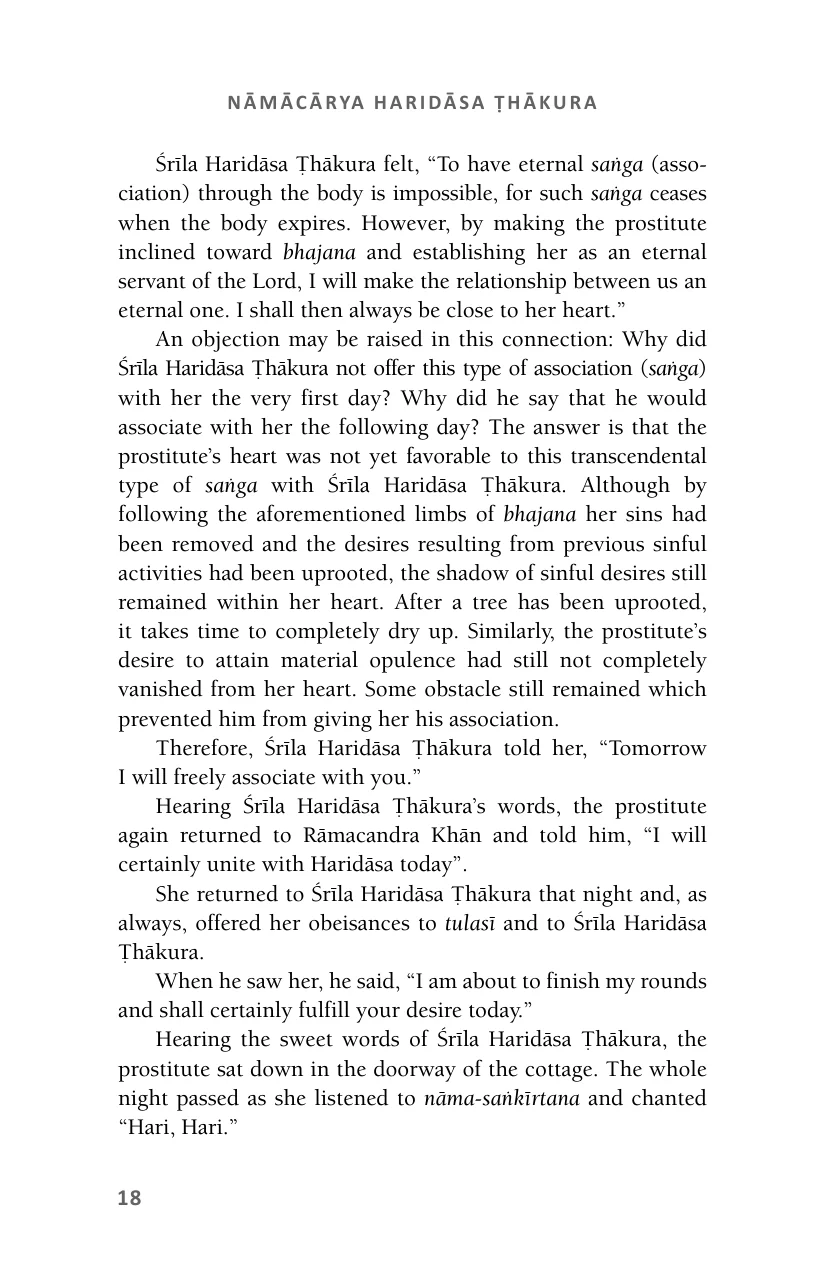 NĀMĀCĀRYA HARIDĀSA ṬHĀKURA
Śrīla Haridāsa Ṭhākura felt, “To have eternal saṅga (asso-
ciation) through the body is impossible, for such saṅga ceases
when the body expires. However, by making the prostitute
inclined toward bhajana and establishing her as an eternal
servant of the Lord, I will make the relationship between us an
eternal one. I shall then always be close to her heart.”
An objection may be raised in this connection: Why did
Śrīla Haridāsa Ṭhākura not offer this type of association (saṅga)
with her the very first day? Why did he say that he would
associate with her the following day? The answer is that the
prostitute’s heart was not yet favorable to this transcendental
type of saṅga with Śrīla Haridāsa Ṭhākura. Although by
following the aforementioned limbs of bhajana her sins had
been removed and the desires resulting from previous sinful
activities had been uprooted, the shadow of sinful desires still
remained within her heart. After a tree has been uprooted,
it takes time to completely dry up. Similarly, the prostitute’s
desire to attain material opulence had still not completely
vanished from her heart. Some obstacle still remained which
prevented him from giving her his association.
Therefore, Śrīla Haridāsa Ṭhākura told her, “Tomorrow
I will freely associate with you.”
Hearing Śrīla Haridāsa Ṭhākura’s words, the prostitute
again returned to Rāmacandra Khān and told him, “I will
certainly unite with Haridāsa today”.
She returned to Śrīla Haridāsa Ṭhākura that night and, as
always, offered her obeisances to tulasī and to Śrīla Haridāsa
Ṭhākura.
When he saw her, he said, “I am about to finish my rounds
and shall certainly fulfill your desire today.”
Hearing the sweet words of Śrīla Haridāsa Ṭhākura, the
prostitute sat down in the doorway of the cottage. The whole
night passed as she listened to nāma-saṅkīrtana and chanted
“Hari, Hari.”
18